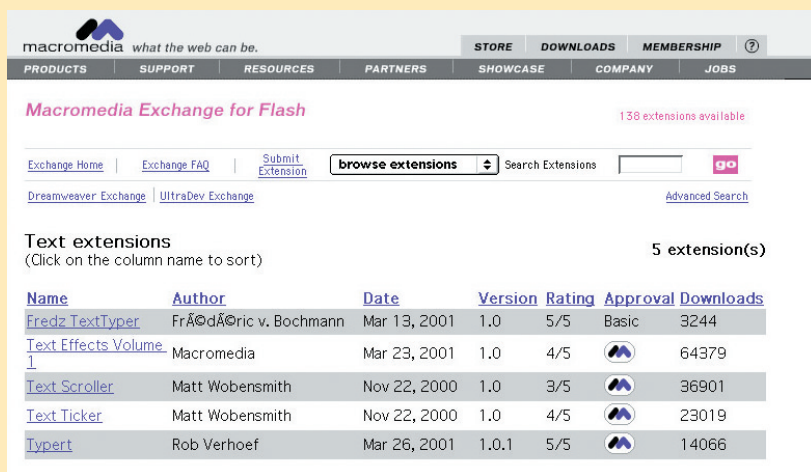 macromedia what the web can be.
STORE DOWNLOADS MEMBERSHIP ?
PRODUCTS SUPPORT RESOURCES PARTNERS SHOWCASE COMPANY JOBS
Macromedia Exchange for Flash
138 extensions available
Exchange Home | Exchange FAQ | Submit Extension browse extensions Search Extensions go
Dreamweaver Exchange | UltraDev Exchange Advanced Search
Text extensions
5 extension(s)
(Click on the column name to sort)
Name Author Date Version Rating Approval Downloads
Fredz TextTyper FrÃ©dÃ©ric v. Bochmann Mar 13, 2001 1.0 5/5 Basic 3244
Text Effects Volume 1 Macromedia Mar 23, 2001 1.0 4/5 64379
Text Scroller Matt Wobensmith Nov 22, 2000 1.0 3/5 36901
Text Ticker Matt Wobensmith Nov 22, 2000 1.0 4/5 23019
Typert Rob Verhoef Mar 26, 2001 1.0.1 5/5 14066